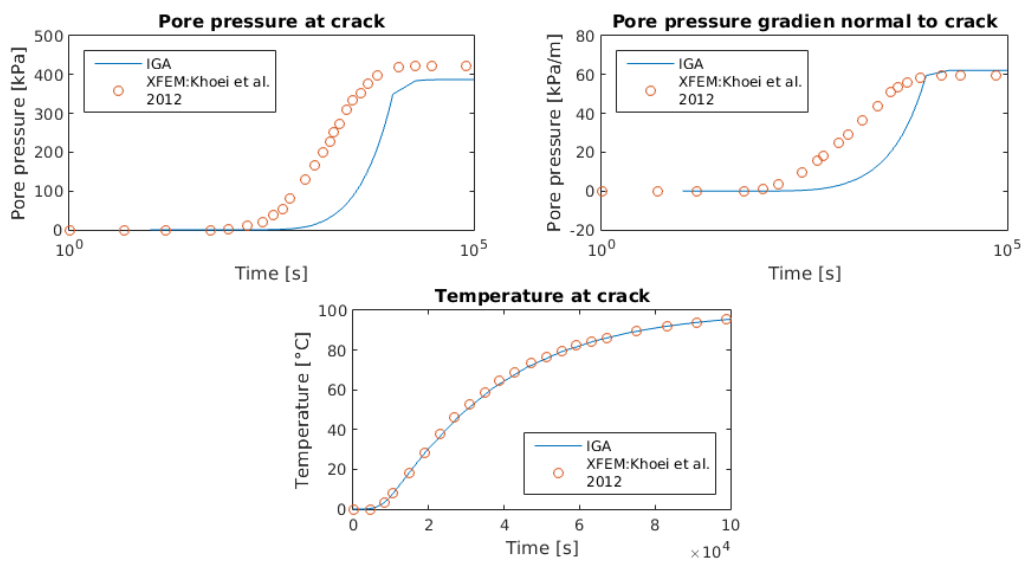 Pore pressure at crack
Pore pressure [kPa]
500
400
300
200
100
0
IGA
XFEM:Khoei et al.
2012
10^0
10^5
Time [s]
Pore pressure gradien normal to crack
Pore pressure [kPa/m]
80
60
40
20
0
-20
IGA
XFEM:Khoei et al.
2012
10^0
10^5
Time [s]
Temperature at crack
Temperature [°C]
100
80
60
40
20
0
IGA
XFEM:Khoei et al.
2012
0 2 4 6 8 10
Time [s]
×10^4